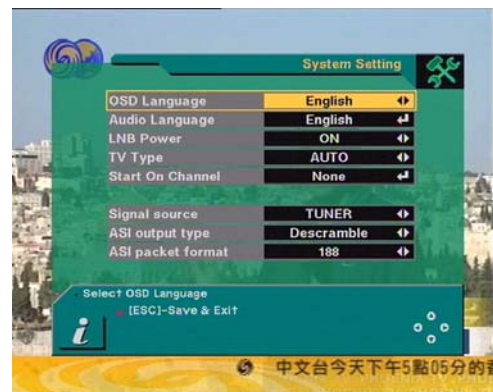 System Setting
OSD Language English
Audio Language English
LNB Power ON
TV Type AUTO
Start On Channel None
Signal source TUNER
ASI output type Descramble
ASI packet format 188
Select OSD Language
[ESC]-Save & Exit
i
中文台今天下午5點05分的